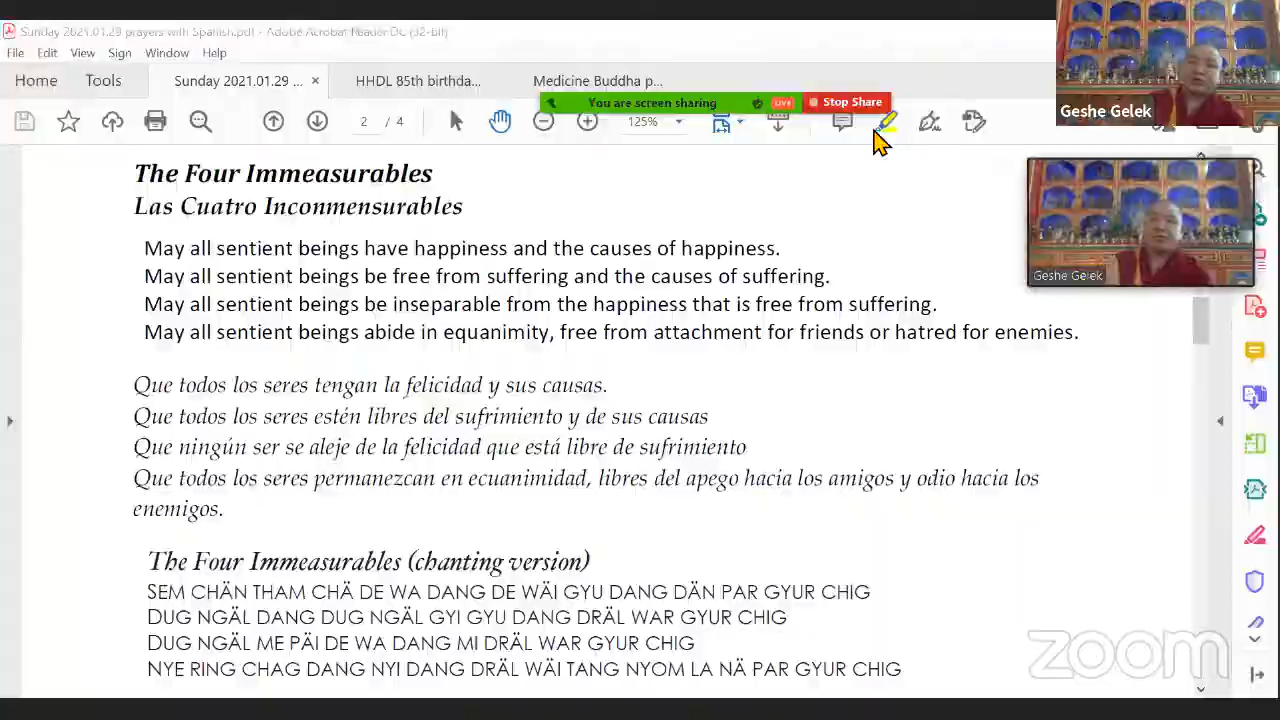 Sunday 2021.01.29 prayers with Spanish.pdf - Adobe Acrobat Reader DC (32-bit)
File Edit View Sign Window Help
Home Tools Sunday 2021.01.29 ... × HHDL 85th birthda... Medicine Buddha p...
You are screen sharing LIVE Stop Share
2 / 4 125%
Geshe Gelek
Geshe Gelek
The Four Immeasurables
Las Cuatro Inconmensurables
May all sentient beings have happiness and the causes of happiness.
May all sentient beings be free from suffering and the causes of suffering.
May all sentient beings be inseparable from the happiness that is free from suffering.
May all sentient beings abide in equanimity, free from attachment for friends or hatred for enemies.
Que todos los seres tengan la felicidad y sus causas.
Que todos los seres estén libres del sufrimiento y de sus causas
Que ningún ser se aleje de la felicidad que está libre de sufrimiento
Que todos los seres permanezcan en ecuanimidad, libres del apego hacia los amigos y odio hacia los
enemigos.
The Four Immeasurables (chanting version)
SEM CHÄN THAM CHÄ DE WA DANG DE WÄI GYU DANG DÄN PAR GYUR CHIG
DUG NGÄL DANG DUG NGÄL GYI GYU DANG DRÄL WAR GYUR CHIG
DUG NGÄL ME PÄI DE WA DANG MI DRÄL WAR GYUR CHIG
NYE RING CHAG DANG NYI DANG DRÄL WÄI TANG NYOM LA NÄ PAR GYUR CHIG
zoom